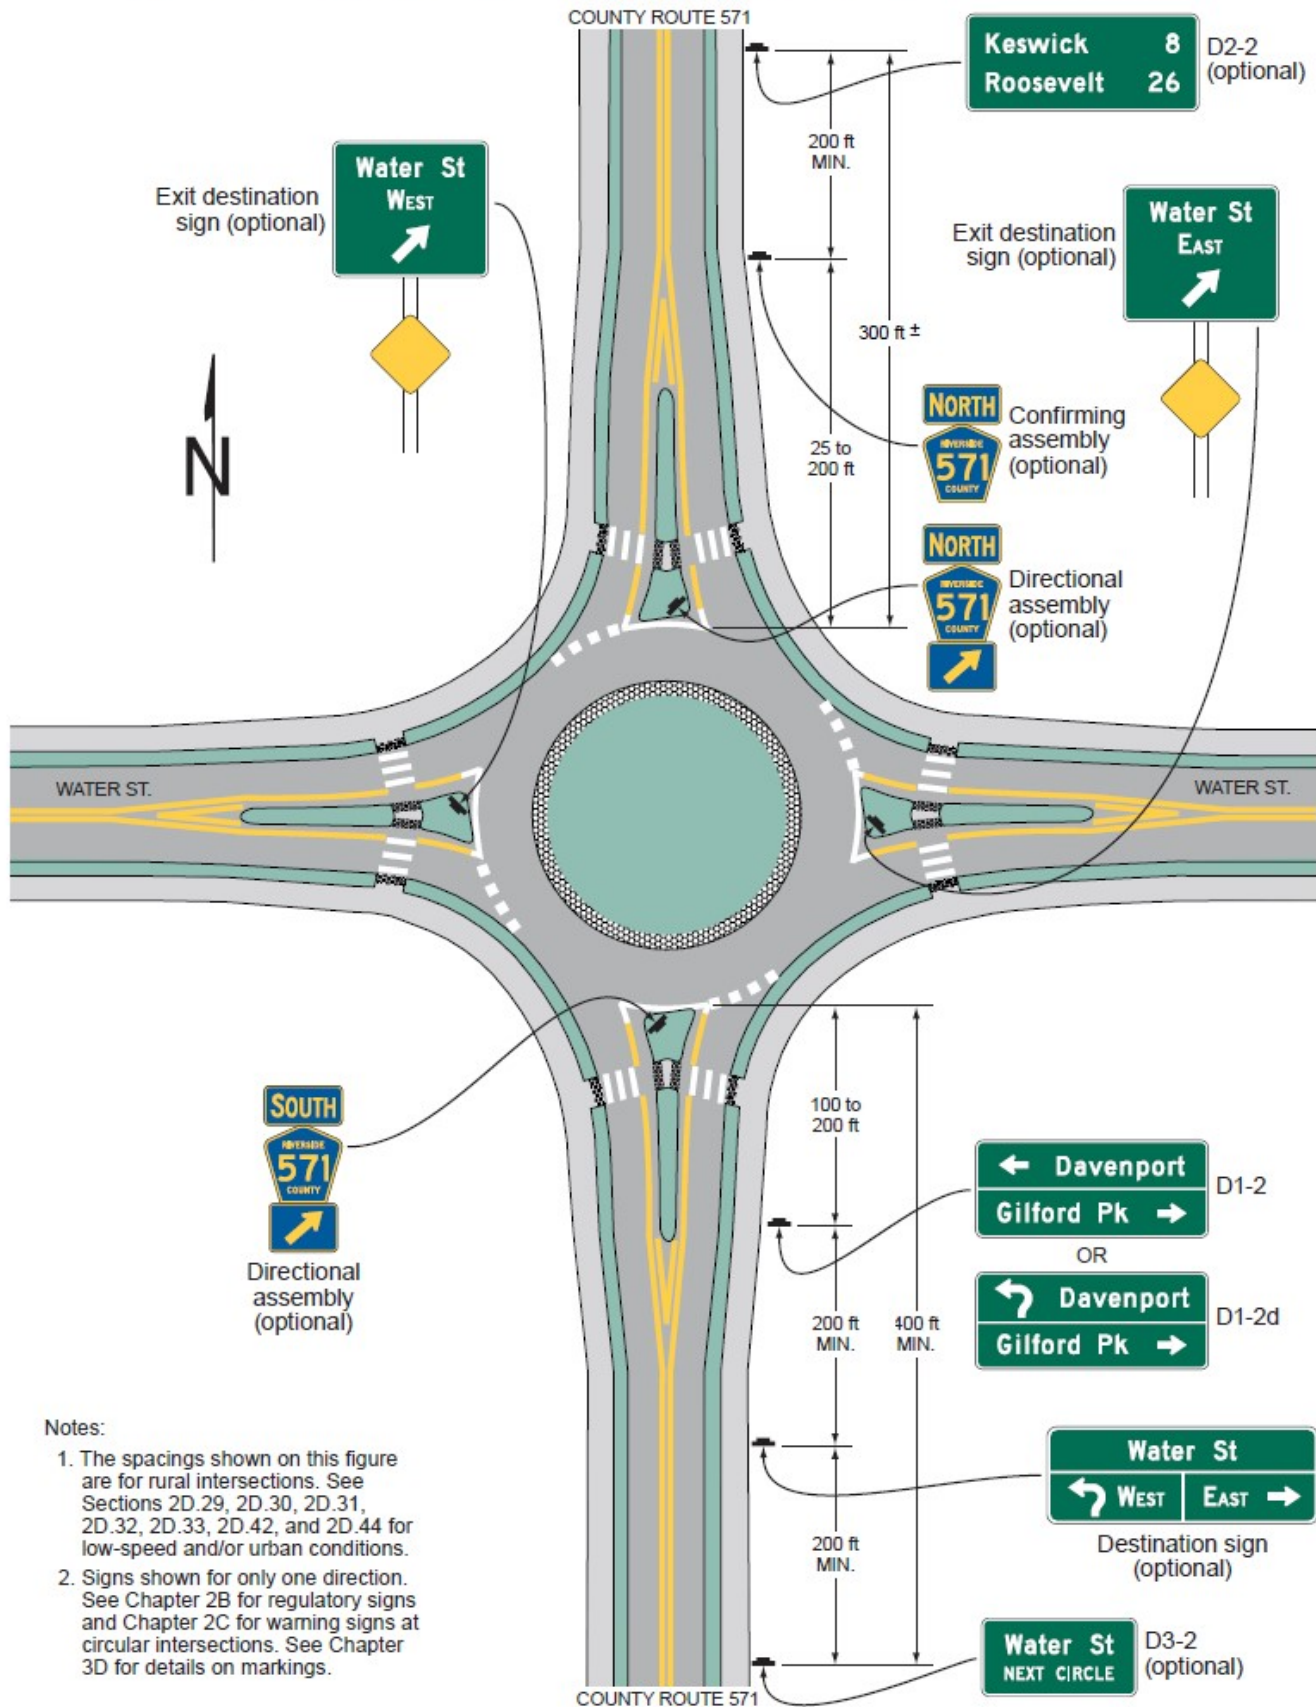 COUNTY ROUTE 571
Keswick 8
Roosevelt 26
D2-2
(optional)
200 ft
MIN.
Water St
WEST
Exit destination
sign (optional)
Water St
EAST
Exit destination
sign (optional)
300 ft ±
N
NORTH
RIVERSIDE
571
COUNTY
Confirming
assembly
(optional)
25 to
200 ft
NORTH
RIVERSIDE
571
COUNTY
Directional
assembly
(optional)
WATER ST.
WATER ST.
SOUTH
RIVERSIDE
571
COUNTY
Directional
assembly
(optional)
100 to
200 ft
Davenport
Gilford Pk
D1-2
OR
Davenport
Gilford Pk
D1-2d
200 ft
MIN.
400 ft
MIN.
Water St
WEST EAST
Destination sign
(optional)
200 ft
MIN.
Water St
NEXT CIRCLE
D3-2
(optional)
Notes:
1. The spacings shown on this figure
are for rural intersections. See
Sections 2D.29, 2D.30, 2D.31,
2D.32, 2D.33, 2D.42, and 2D.44 for
low-speed and/or urban conditions.
2. Signs shown for only one direction.
See Chapter 2B for regulatory signs
and Chapter 2C for warning signs at
circular intersections. See Chapter
3D for details on markings.
COUNTY ROUTE 571